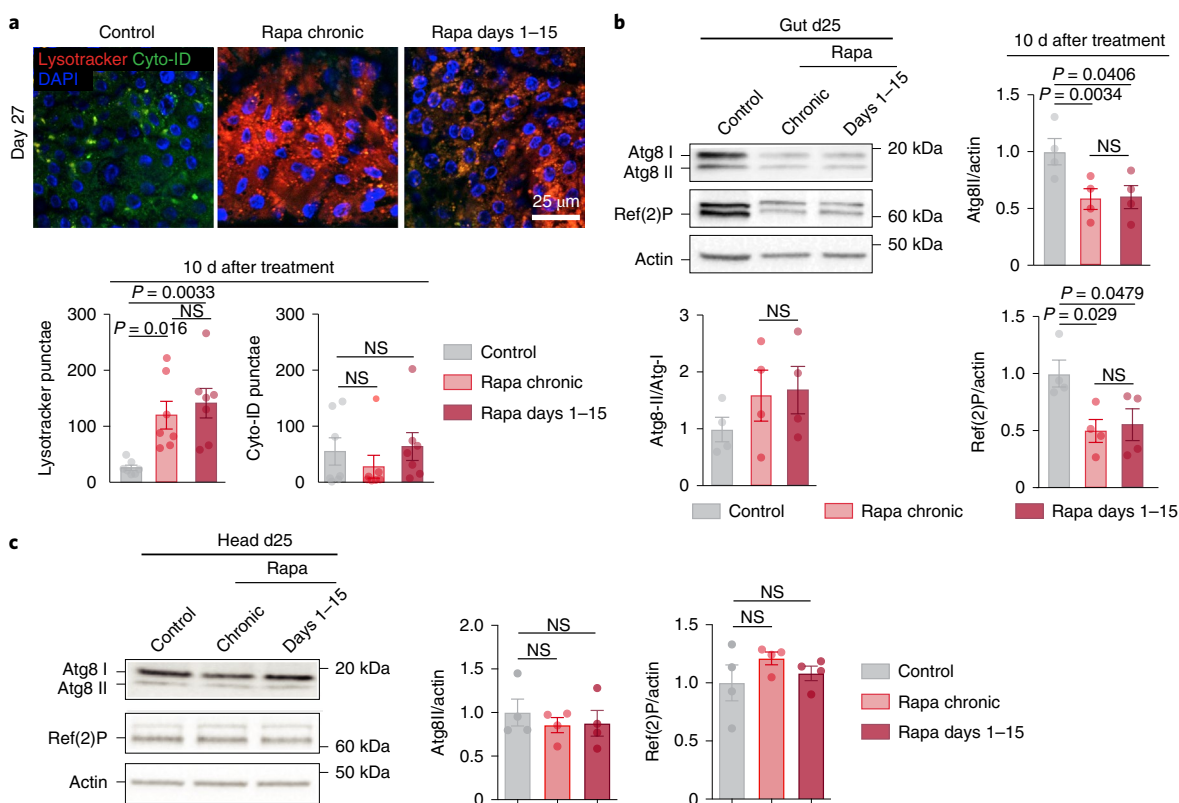 a
Control
Rapa chronic
Rapa days 1–15
Lysotracker Cyto-ID
DAPI
Day 27
25 μm
10 d after treatment
P = 0.0033
NS
P = 0.016
300
200
100
0
Lysotracker punctae
NS
NS
300
200
100
0
Cyto-ID punctae
Control
Rapa chronic
Rapa days 1–15
b
Gut d25
Rapa
Control
Chronic
Days 1–15
Atg8 I
Atg8 II
20 kDa
Ref(2)P
60 kDa
50 kDa
Actin
10 d after treatment
P = 0.0406
P = 0.0034
NS
1.5
1.0
0.5
0
Atg8II/actin
NS
3
2
1
0
Atg8-II/Atg-I
P = 0.0479
P = 0.029
NS
1.5
1.0
0.5
0
Ref(2)P/actin
Control
Rapa chronic
Rapa days 1–15
c
Head d25
Rapa
Control
Chronic
Days 1–15
Atg8 I
Atg8 II
20 kDa
Ref(2)P
60 kDa
50 kDa
Actin
NS
NS
2.0
1.5
1.0
0.5
0
Atg8II/actin
NS
NS
1.5
1.0
0.5
0
Ref(2)P/actin
Control
Rapa chronic
Rapa days 1–15